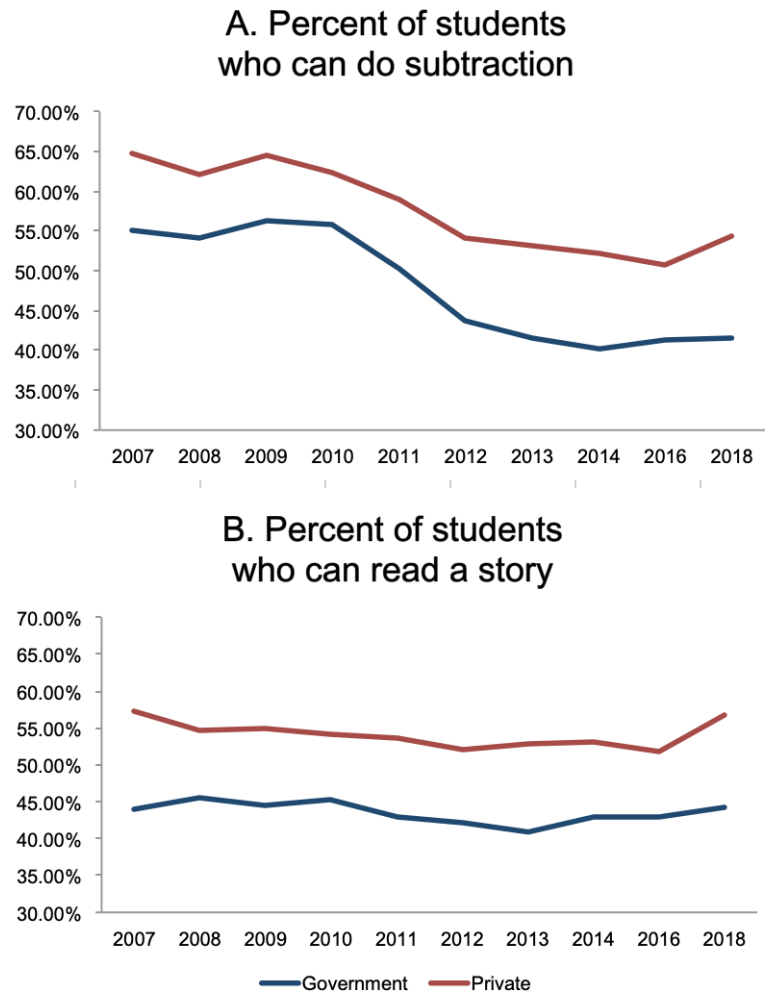 A. Percent of students
who can do subtraction
70.00%
65.00%
60.00%
55.00%
50.00%
45.00%
40.00%
35.00%
30.00%
2007 2008 2009 2010 2011 2012 2013 2014 2016 2018
B. Percent of students
who can read a story
70.00%
65.00%
60.00%
55.00%
50.00%
45.00%
40.00%
35.00%
30.00%
2007 2008 2009 2010 2011 2012 2013 2014 2016 2018
Government Private